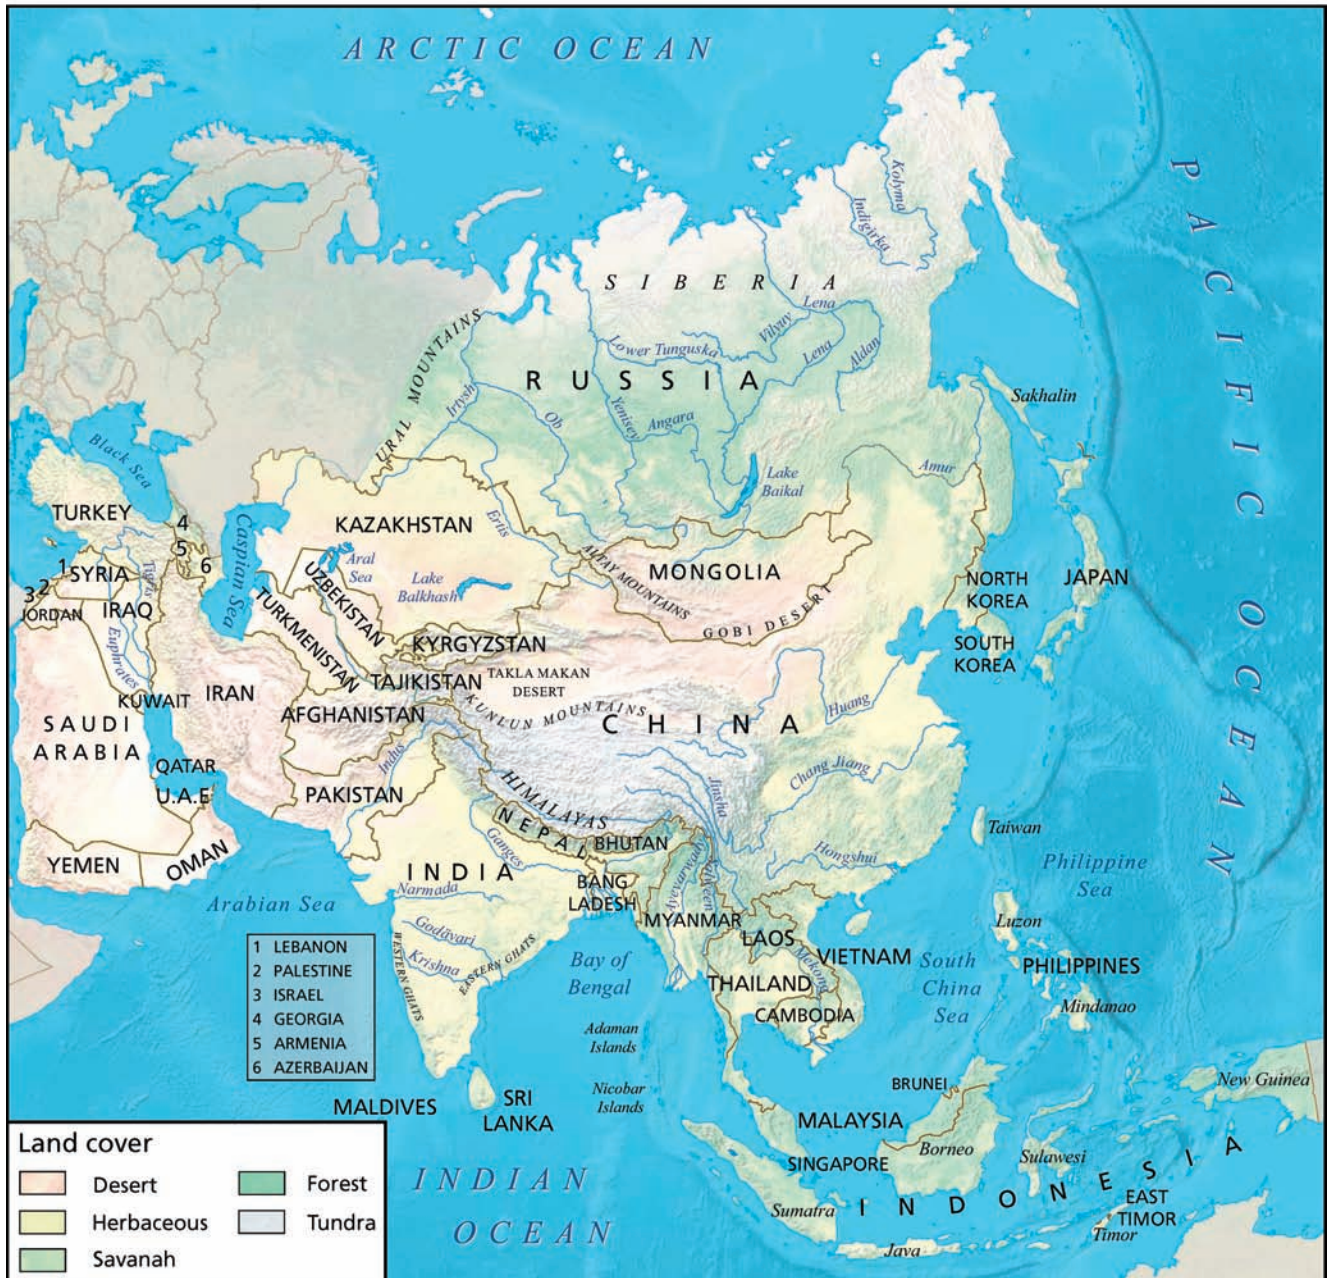 ARCTIC OCEAN
PACIFIC OCEAN
Kolyma
Indigirka
SIBERIA
Lena
Vilyuy
Lower Tunguska
Lena
Aldan
URAL MOUNTAINS
RUSSIA
Irtysh
Ob
Yenisey
Angara
Sakhalin
Black Sea
Lake
Baikal
Amur
TURKEY
4
5
6
Caspian Sea
KAZAKHSTAN
Ertis
Aral
Sea
Lake
Balkhash
ALTAY MOUNTAINS
MONGOLIA
GOBI DESERT
NORTH
KOREA
JAPAN
SOUTH
KOREA
1
2
3
SYRIA
Tigris
JORDAN
IRAQ
Euphrates
UZBEKISTAN
TURKMENISTAN
KYRGYZSTAN
TAJIKISTAN
TAKLA MAKAN
DESERT
KUNLUN MOUNTAINS
KUWAIT
IRAN
AFGHANISTAN
CHINA
Huang
SAUDI
ARABIA
QATAR
U.A.E
Indus
PAKISTAN
HIMALAYAS
Jinsha
Chang Jiang
NEPAL
BHUTAN
Taiwan
YEMEN
OMAN
Ganges
INDIA
Hongshui
Philippine
Sea
Arabian Sea
Narmada
BANG
LADESH
Ayeyarwady
Salween
MYANMAR
LAOS
VIETNAM
Luzon
Godāvari
Krishna
WESTERN GHATS
EASTERN GHATS
Bay of
Bengal
THAILAND
Mekong
South
China
Sea
PHILIPPINES
Mindanao
CAMBODIA
1 LEBANON
2 PALESTINE
3 ISRAEL
4 GEORGIA
5 ARMENIA
6 AZERBAIJAN
Adaman
Islands
Nicobar
Islands
MALDIVES
SRI
LANKA
BRUNEI
MALAYSIA
New Guinea
SINGAPORE
Borneo
Sulawesi
INDONESIA
Sumatra
EAST
TIMOR
Timor
Java
INDIAN
OCEAN
Land cover
Desert
Herbaceous
Savanah
Forest
Tundra